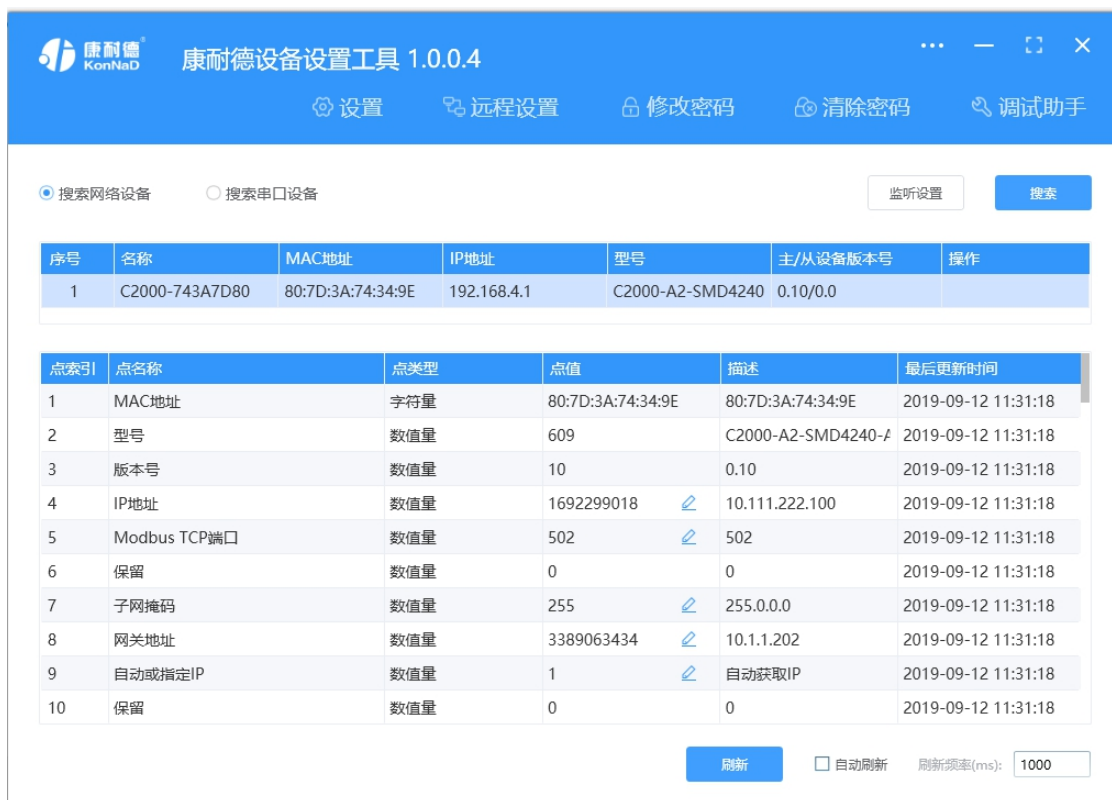 康耐德®
KonNaD
康耐德设备设置工具 1.0.0.4
设置 远程设置 修改密码 清除密码 调试助手
搜索网络设备 搜索串口设备 监听设置 搜索
序号 名称 MAC地址 IP地址 型号 主/从设备版本号 操作
1 C2000-743A7D80 80:7D:3A:74:34:9E 192.168.4.1 C2000-A2-SMD4240 0.10/0.0
点索引 点名称 点类型 点值 描述 最后更新时间
1 MAC地址 字符量 80:7D:3A:74:34:9E 80:7D:3A:74:34:9E 2019-09-12 11:31:18
2 型号 数值量 609 C2000-A2-SMD4240-A 2019-09-12 11:31:18
3 版本号 数值量 10 0.10 2019-09-12 11:31:18
4 IP地址 数值量 1692299018 10.111.222.100 2019-09-12 11:31:18
5 Modbus TCP端口 数值量 502 502 2019-09-12 11:31:18
6 保留 数值量 0 0 2019-09-12 11:31:18
7 子网掩码 数值量 255 255.0.0.0 2019-09-12 11:31:18
8 网关地址 数值量 3389063434 10.1.1.202 2019-09-12 11:31:18
9 自动或指定IP 数值量 1 自动获取IP 2019-09-12 11:31:18
10 保留 数值量 0 0 2019-09-12 11:31:18
刷新 自动刷新 刷新频率(ms): 1000